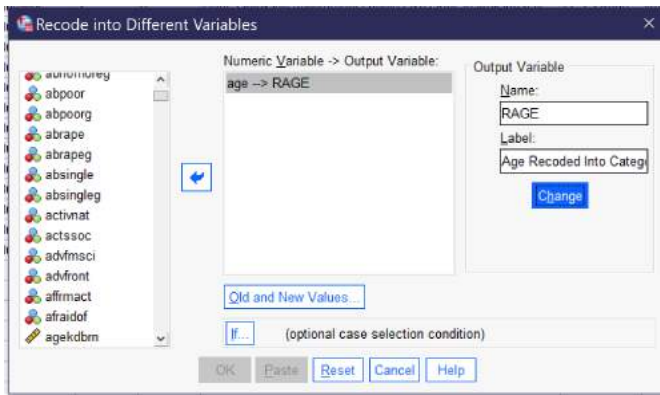 Recode into Different Variables
abpoor
abpoorg
abrape
abrapeg
absingle
absingleg
activnat
actssoc
advfmsci
advfront
affrmact
afraidof
agekdbrn
Numeric Variable -> Output Variable:
age --> RAGE
Old and New Values...
If... (optional case selection condition)
Output Variable
Name:
RAGE
Label:
Age Recoded Into Categ
Change
OK Paste Reset Cancel Help